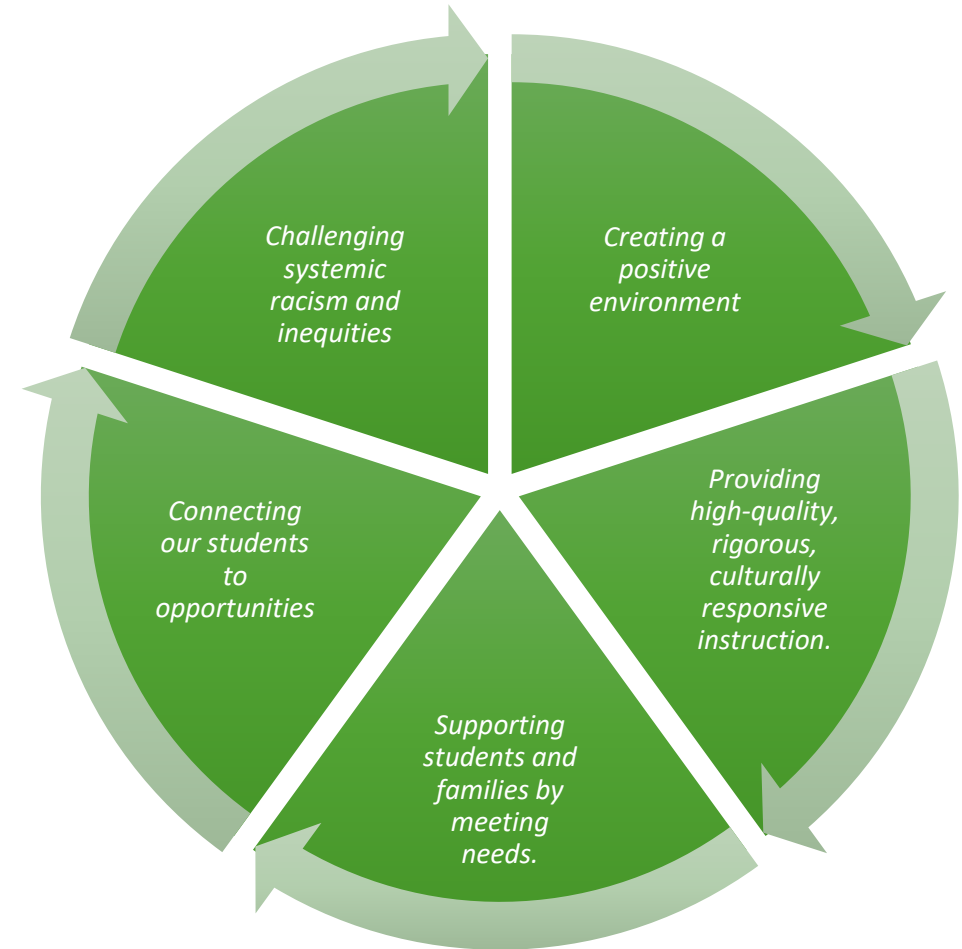 Challenging
systemic
racism and
inequities
Creating a
positive
environment
Providing
high-quality,
rigorous,
culturally
responsive
instruction.
Supporting
students and
families by
meeting
needs.
Connecting
our students
to
opportunities